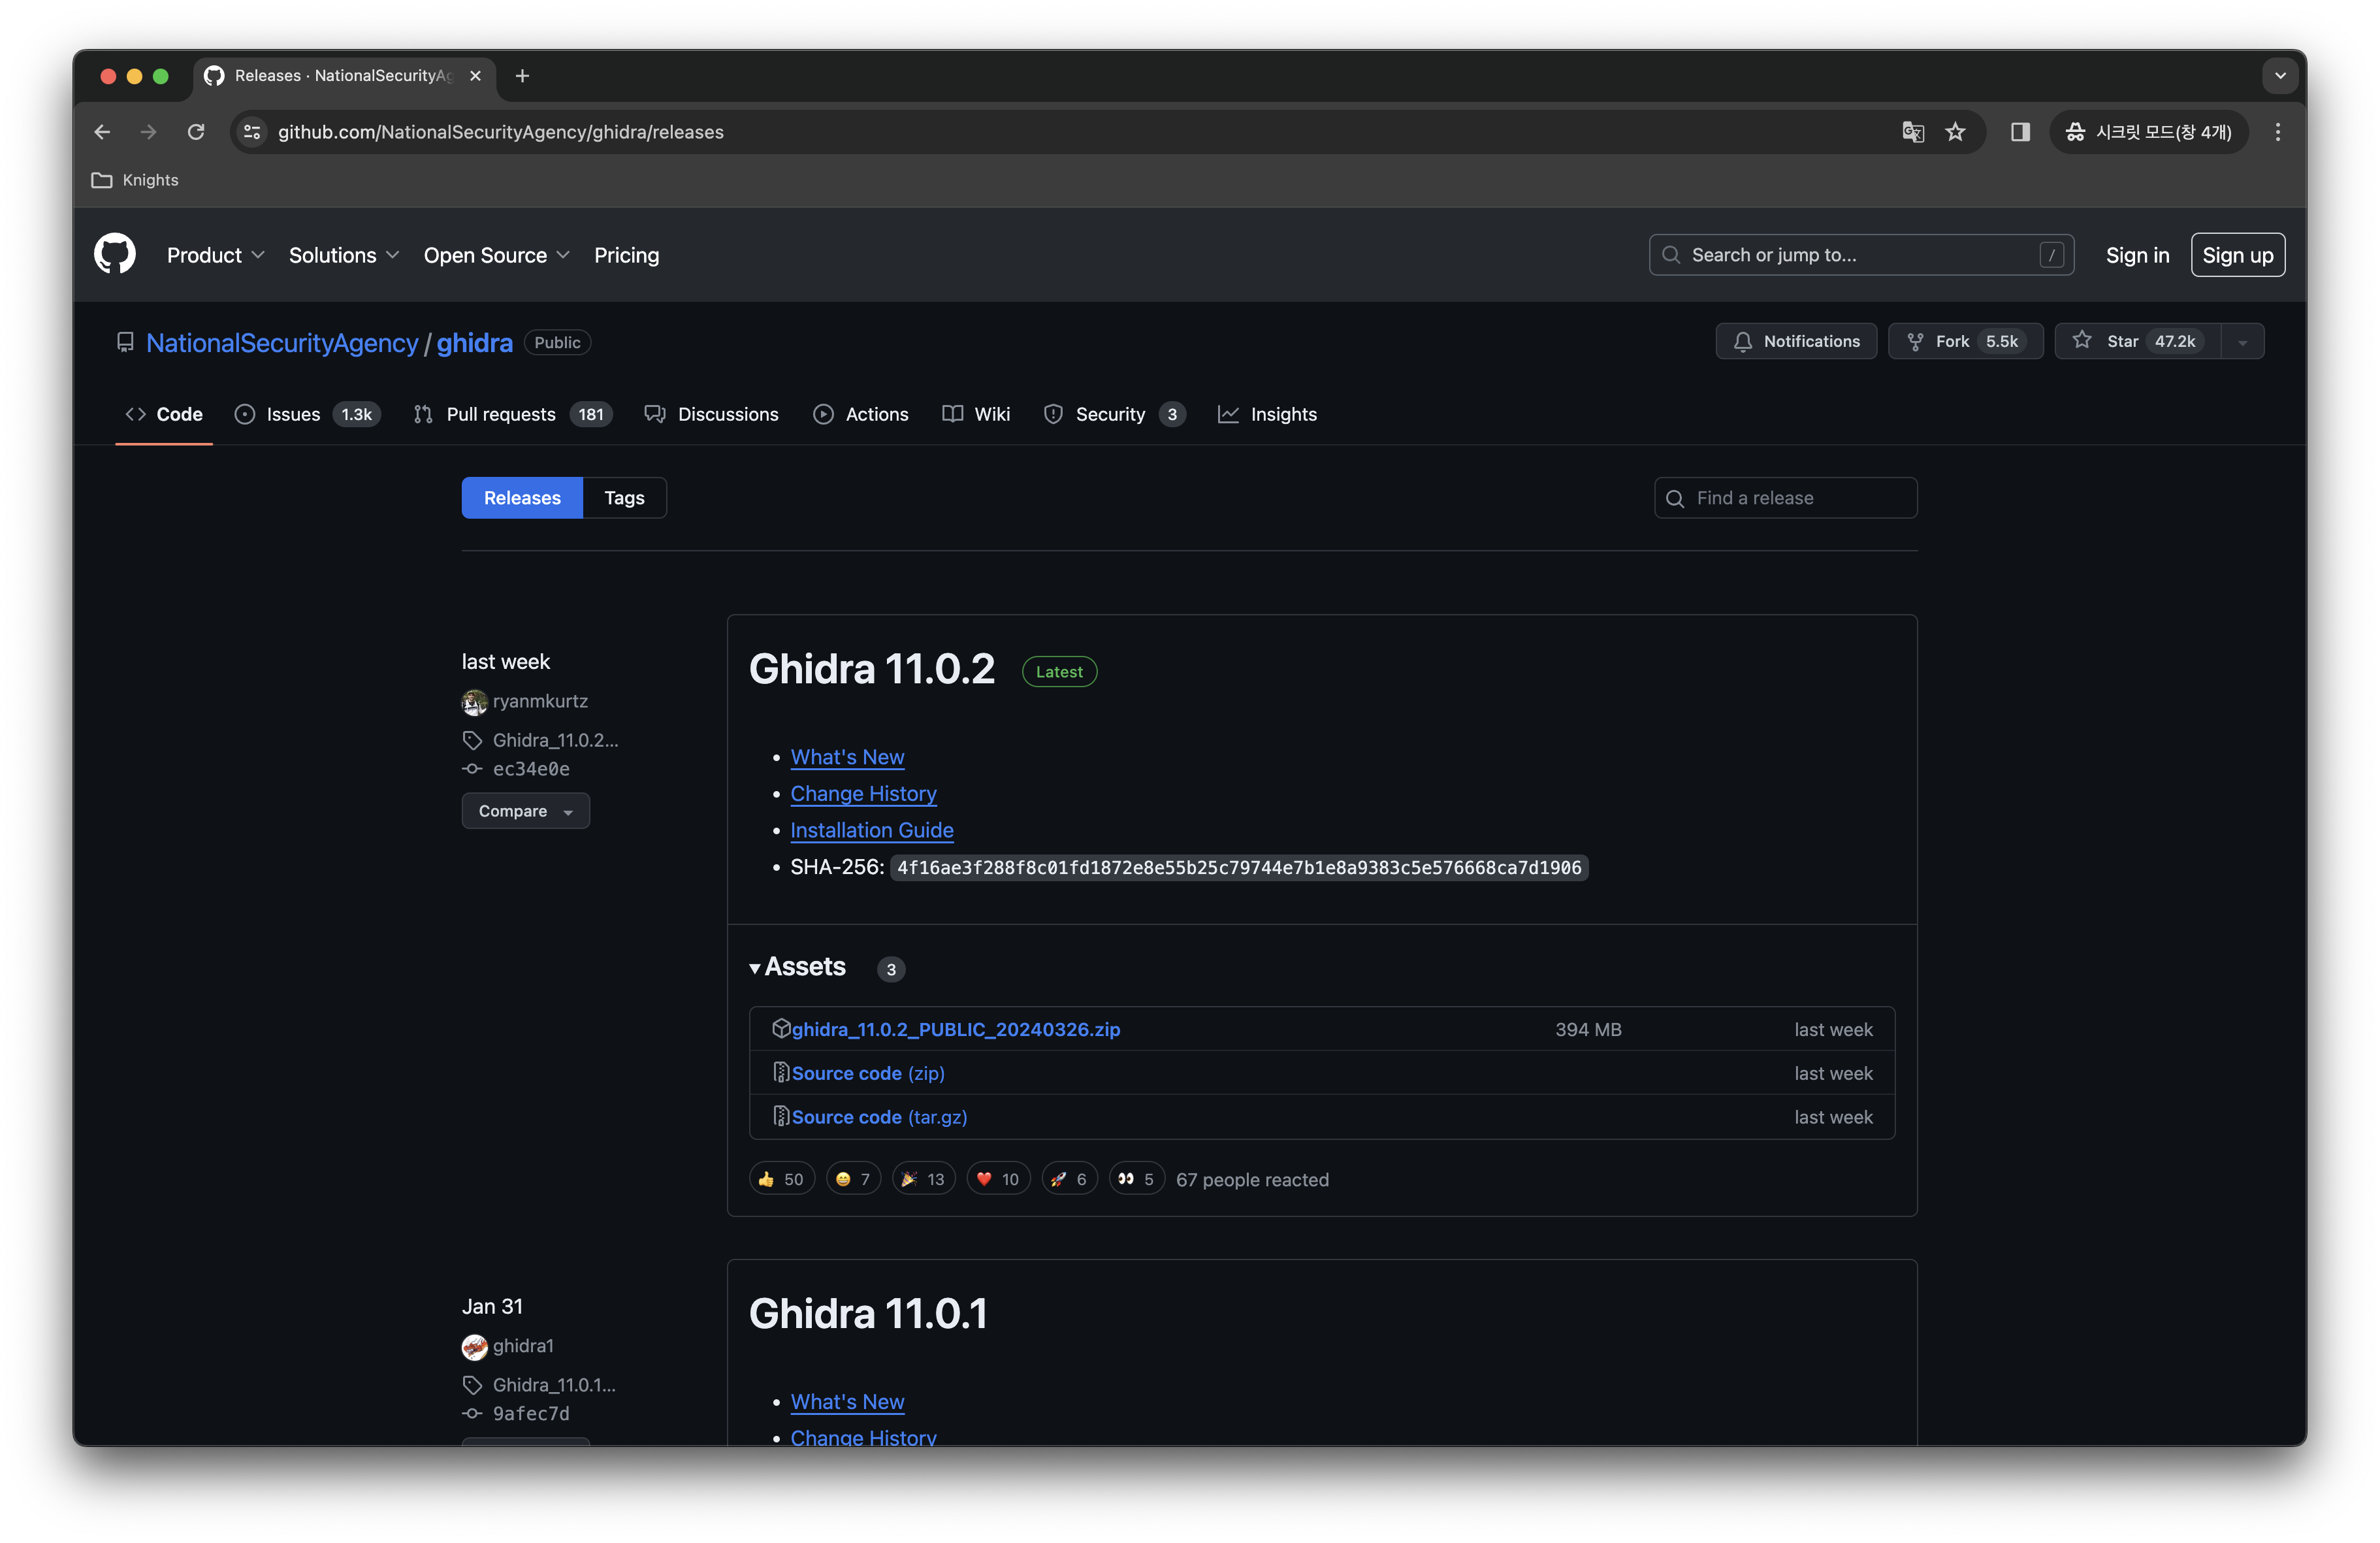 Releases · NationalSecurityAg
github.com/NationalSecurityAgency/ghidra/releases
시크릿 모드(창 4개)
Knights
Product
Solutions
Open Source
Pricing
Search or jump to...
/
Sign in
Sign up
NationalSecurityAgency / ghidra
Public
Notifications
Fork 5.5k
Star 47.2k
Code
Issues 1.3k
Pull requests 181
Discussions
Actions
Wiki
Security 3
Insights
Releases
Tags
Find a release
last week
ryanmkurtz
Ghidra_11.0.2...
ec34e0e
Compare
Ghidra 11.0.2
Latest
What's New
Change History
Installation Guide
SHA-256: 4f16ae3f288f8c01fd1872e8e55b25c79744e7b1e8a9383c5e576668ca7d1906
Assets 3
ghidra_11.0.2_PUBLIC_20240326.zip 394 MB last week
Source code (zip) last week
Source code (tar.gz) last week
👍 50 😄 7 🎉 13 ❤️ 10 🚀 6 👀 5 67 people reacted
Jan 31
ghidra1
Ghidra_11.0.1...
9afec7d
Ghidra 11.0.1
What's New
Change History